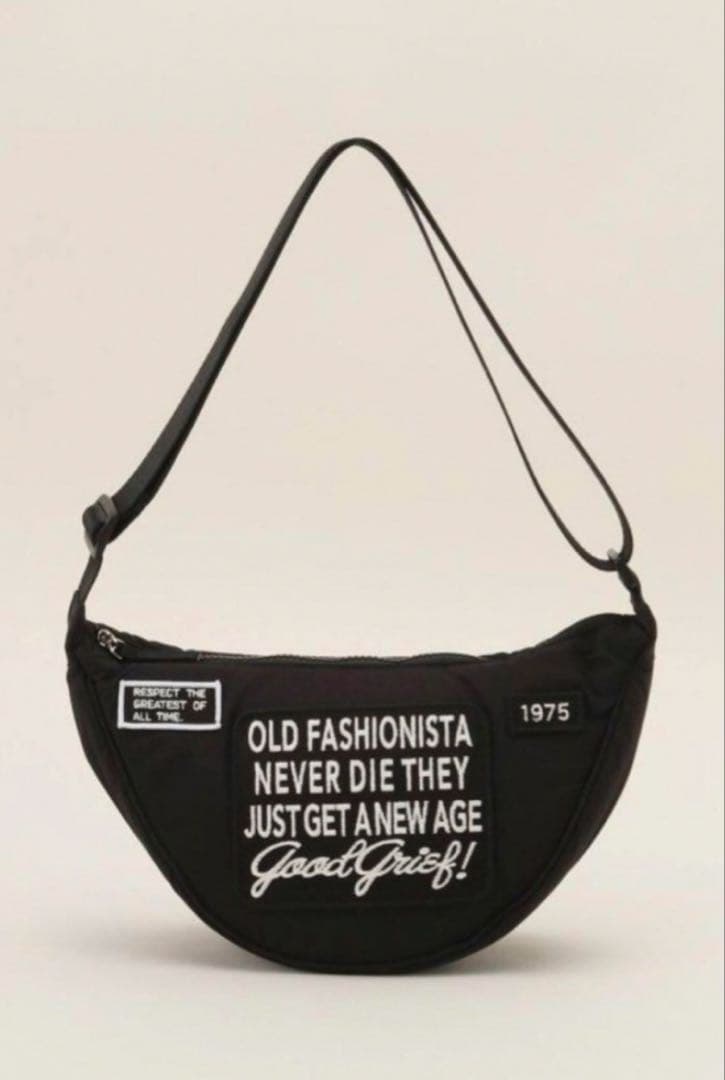 RESPECT THE
GREATEST OF
ALL TIME.
1975
OLD FASHIONISTA
NEVER DIE THEY
JUST GET A NEW AGE
Good Grief!